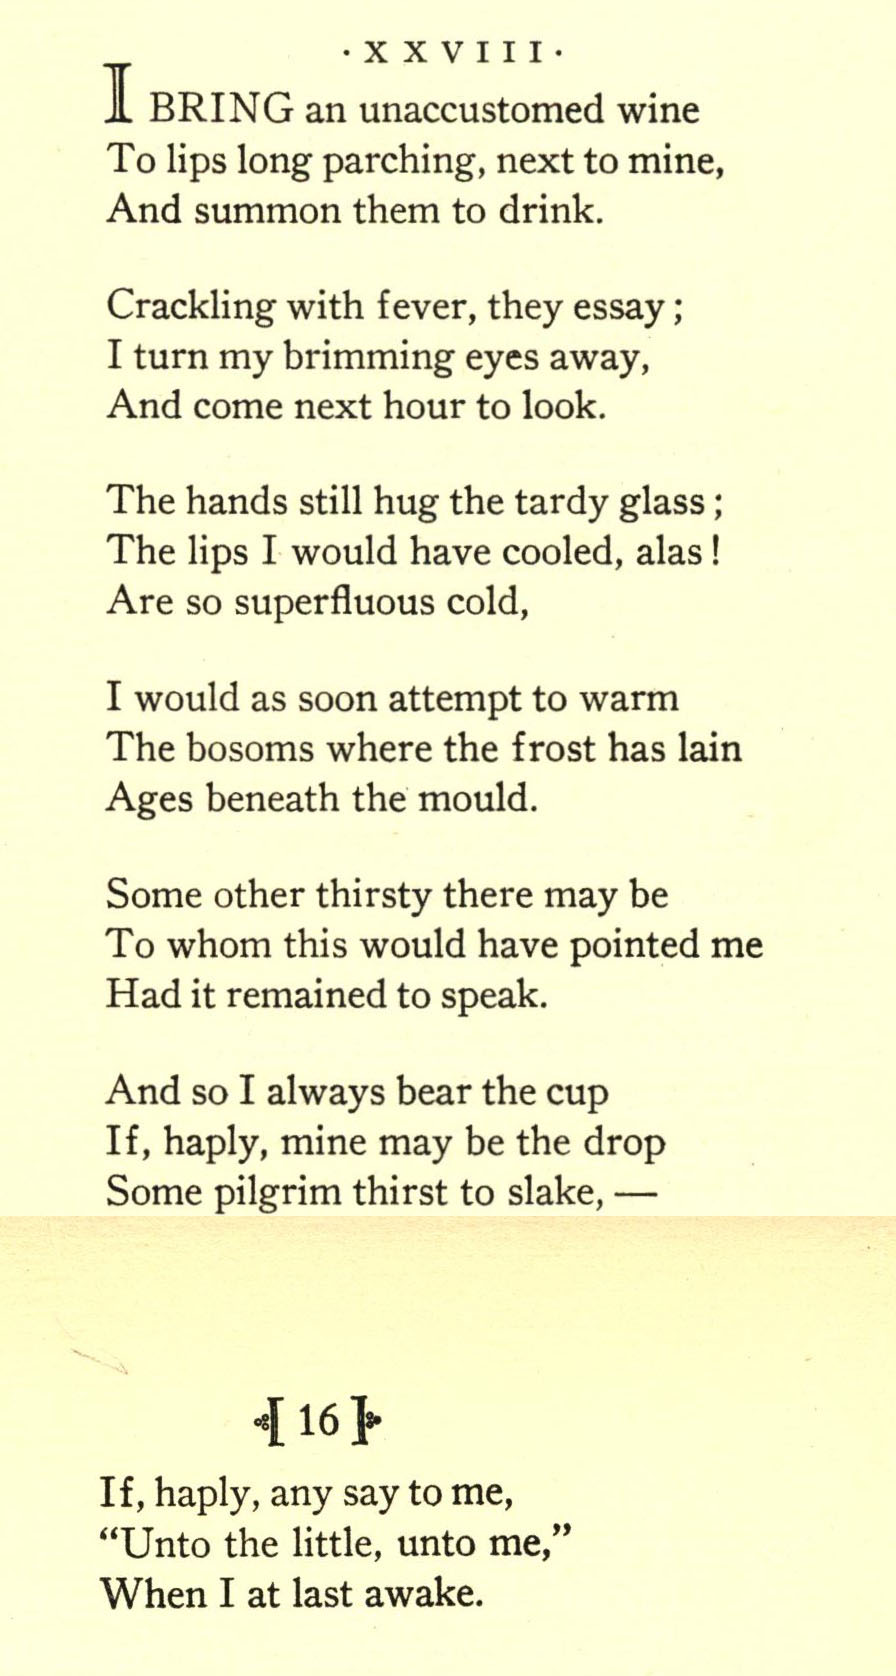 ·XXVIII·
I BRING an unaccustomed wine
To lips long parching, next to mine,
And summon them to drink.
Crackling with fever, they essay;
I turn my brimming eyes away,
And come next hour to look.
The hands still hug the tardy glass;
The lips I would have cooled, alas!
Are so superfluous cold,
I would as soon attempt to warm
The bosoms where the frost has lain
Ages beneath the mould.
Some other thirsty there may be
To whom this would have pointed me
Had it remained to speak.
And so I always bear the cup
If, haply, mine may be the drop
Some pilgrim thirst to slake, —
[ 16 ]
If, haply, any say to me,
“Unto the little, unto me,”
When I at last awake.